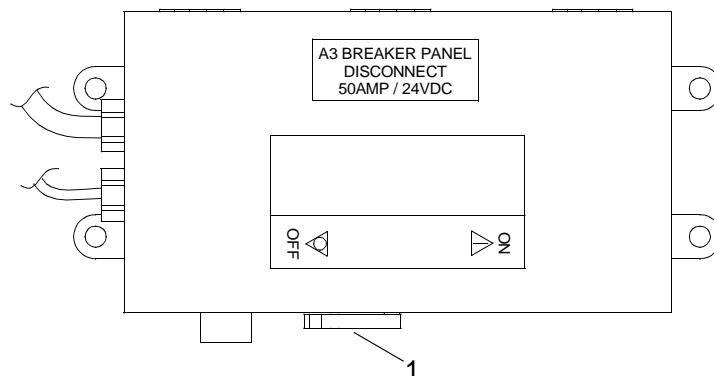 A3 BREAKER PANEL
DISCONNECT
50AMP / 24VDC
OFF
ON
1